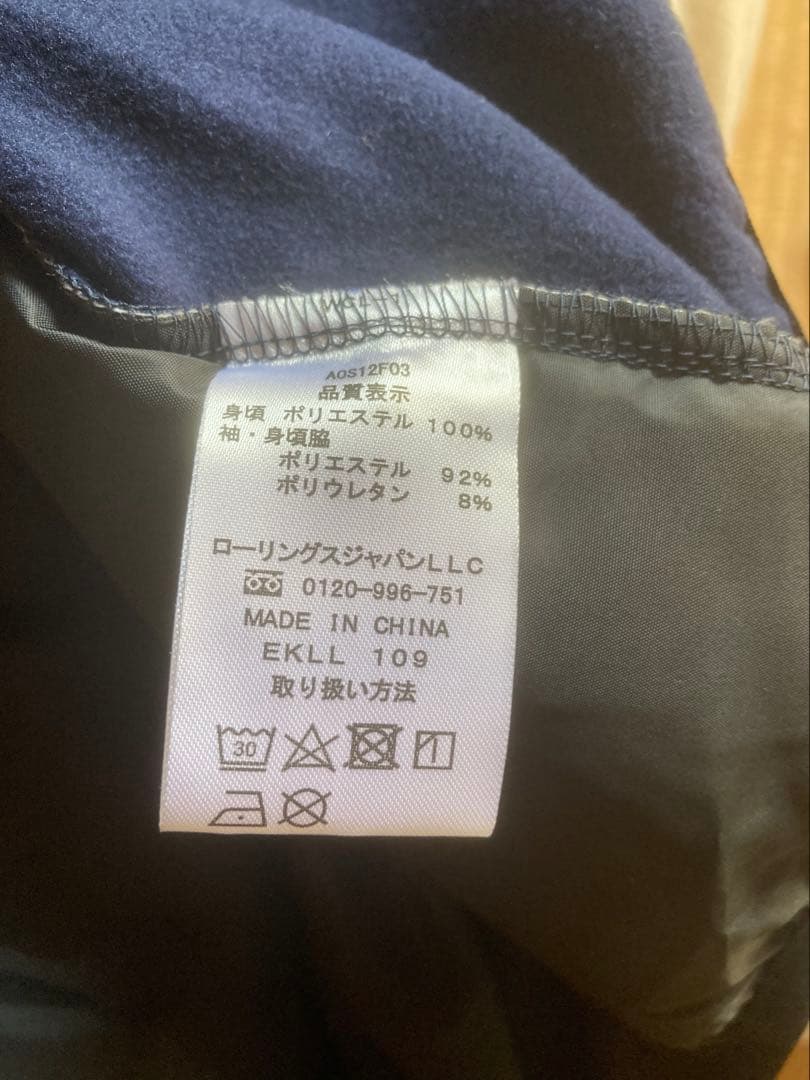 AOS12F03
品質表示
身頃 ポリエステル 100%
袖・身頃脇
ポリエステル 92%
ポリウレタン 8%
ローリングスジャパンLLC
0120-996-751
MADE IN CHINA
EKLL 109
取り扱い方法
30